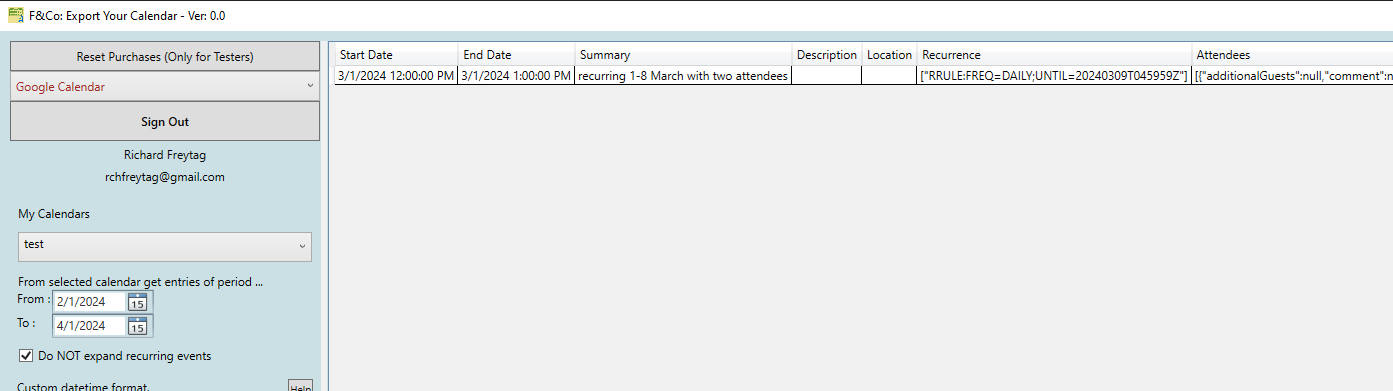 F&Co: Export Your Calendar - Ver: 0.0
Reset Purchases (Only for Testers)
Google Calendar
Sign Out
Richard Freytag
rchfreytag@gmail.com
My Calendars
test
From selected calendar get entries of period ...
From : 2/1/2024 15
To : 4/1/2024 15
Do NOT expand recurring events
Custom datetime format. Help
Start Date End Date Summary Description Location Recurrence Attendees
3/1/2024 12:00:00 PM 3/1/2024 1:00:00 PM recurring 1-8 March with two attendees ["RRULE:FREQ=DAILY;UNTIL=20240309T045959Z"] [{"additionalGuests":null,"comment":n